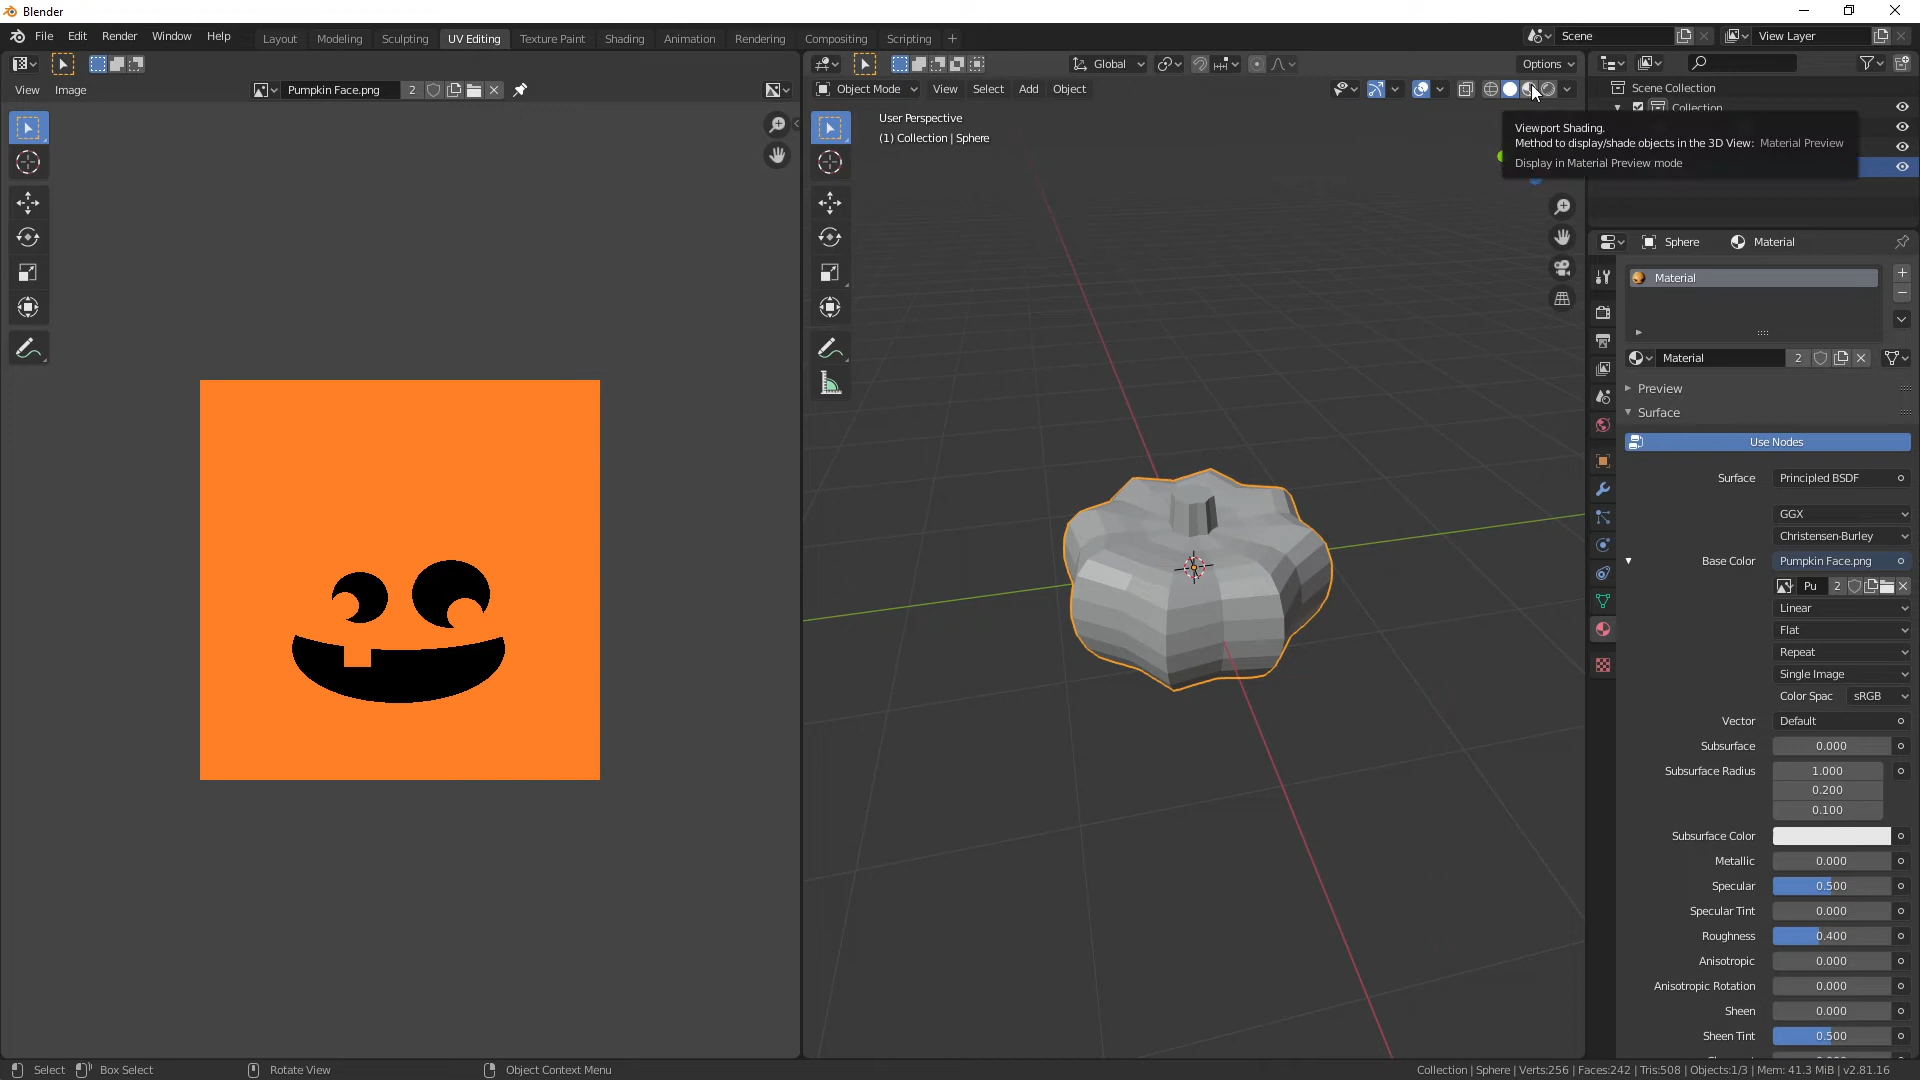 Blender
File Edit Render Window Help
Layout Modeling Sculpting UV Editing Texture Paint Shading Animation Rendering Compositing Scripting +
Scene
View Layer
Global
Options
View Image
Pumpkin Face.png 2
Object Mode View Select Add Object
User Perspective
(1) Collection | Sphere
Scene Collection
Collection
Viewport Shading.
Method to display/shade objects in the 3D View: Material Preview
Display in Material Preview mode
Sphere Material
Material
Material 2
Preview
Surface
Use Nodes
Surface Principled BSDF
GGX
Christensen-Burley
Base Color Pumpkin Face.png
Pu 2
Linear
Flat
Repeat
Single Image
Color Spac sRGB
Vector Default
Subsurface 0.000
Subsurface Radius 1.000
0.200
0.100
Subsurface Color
Metallic 0.000
Specular 0.500
Specular Tint 0.000
Roughness 0.400
Anisotropic 0.000
Anisotropic Rotation 0.000
Sheen 0.000
Sheen Tint 0.500
Select Box Select Rotate View Object Context Menu
Collection | Sphere | Verts:256 | Faces:242 | Tris:508 | Objects:1/3 | Mem: 41.3 MiB | v2.81.16